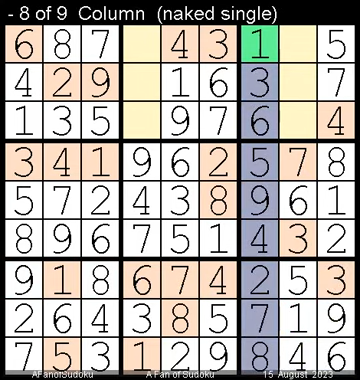 - 8 of 9 Column (naked single)
6 8 7 4 3 1 5
4 2 9 1 6 3 7
1 3 5 9 7 6 4
3 4 1 9 6 2 5 7 8
5 7 2 4 3 8 9 6 1
8 9 6 7 5 1 4 3 2
9 1 8 6 7 4 2 5 3
2 6 4 3 8 5 7 1 9
7 5 3 1 2 9 8 4 6
AFanofSudoku A Fan of Sudoku 15 August 2023